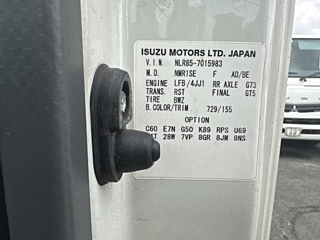 ISUZU MOTORS LTD. JAPAN
V.I.N. NLR85-7015983
M.D. NMR1SE F AD/BE
ENGINE LFB/4JJ1 RR AXLE G73
TRANS. RST FINAL GT5
TIRE BWZ
B.COLOR/TRIM 729/155
OPTION
C60 E7N G50 K89 RPS U69
28W 7VP 8GR 8JM 8NS